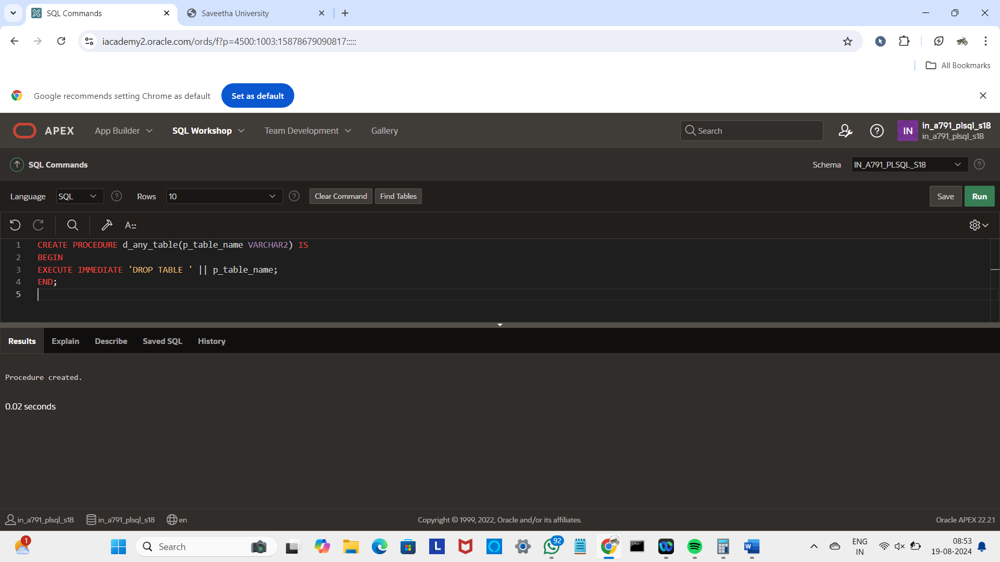 SQL Commands
Saveetha University
iacademy2.oracle.com/ords/f?p=4500:1003:15878679090817:::::
All Bookmarks
Google recommends setting Chrome as default
Set as default
APEX
App Builder
SQL Workshop
Team Development
Gallery
Search
IN
in_a791_plsql_s18
in_a791_plsql_s18
SQL Commands
Schema
IN_A791_PLSQL_S18
Language
SQL
Rows
10
Clear Command
Find Tables
Save
Run
A::
1 CREATE PROCEDURE d_any_table(p_table_name VARCHAR2) IS
2 BEGIN
3 EXECUTE IMMEDIATE 'DROP TABLE ' || p_table_name;
4 END;
5
Results
Explain
Describe
Saved SQL
History
Procedure created.
0.02 seconds
in_a791_plsql_s18
in_a791_plsql_s18
en
Copyright © 1999, 2022, Oracle and/or its affiliates.
Oracle APEX 22.2.1
1
Search
L
92
W
ENG
IN
08:53
19-08-2024